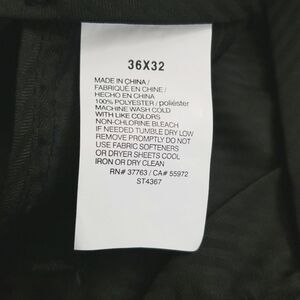 36X32
MADE IN CHINA /
FABRIQUÉ EN CHINE /
HECHO EN CHINA
100% POLYESTER / poliéster
MACHINE WASH COLD
WITH LIKE COLORS
NON-CHLORINE BLEACH
IF NEEDED TUMBLE DRY LOW
REMOVE PROMPTLY DO NOT
USE FABRIC SOFTENERS
OR DRYER SHEETS COOL
IRON OR DRY CLEAN
RN# 37763 / CA# 55972
ST4367